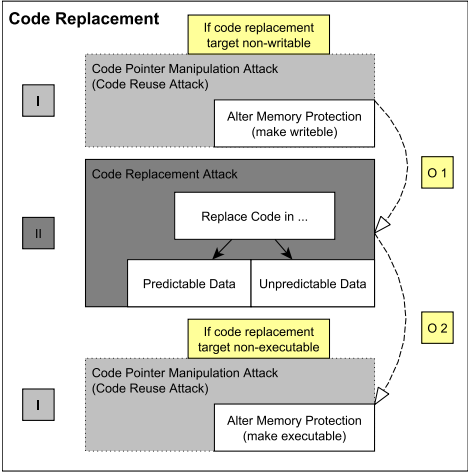 Code Replacement
If code replacement
target non-writable
Code Pointer Manipulation Attack
(Code Reuse Attack)
I
Alter Memory Protection
(make writeble)
O 1
Code Replacement Attack
Replace Code in ...
II
Predictable Data
Unpredictable Data
O 2
If code replacement
target non-executable
Code Pointer Manipulation Attack
(Code Reuse Attack)
I
Alter Memory Protection
(make executable)